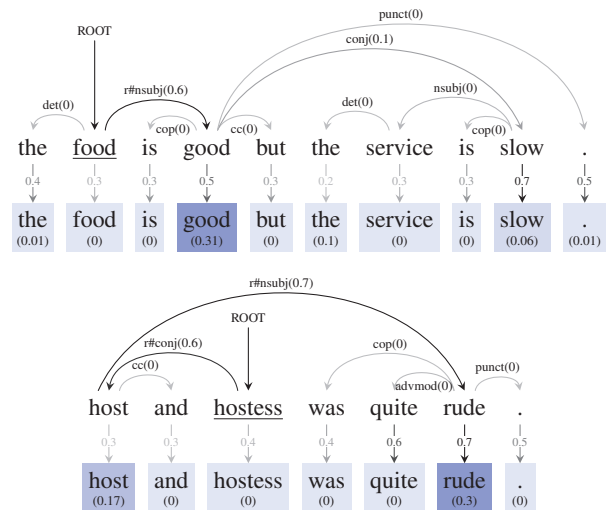 punct(0)
ROOT
conj(0.1)
r#nsubj(0.6)
nsubj(0)
det(0) cop(0) cc(0) det(0) cop(0)
the food is good but the service is slow .
0.4 0.3 0.3 0.5 0.3 0.2 0.3 0.3 0.7 0.5
the food is good but the service is slow .
(0.01) (0) (0) (0.31) (0) (0.1) (0) (0) (0.06) (0.01)
r#nsubj(0.7)
ROOT
r#conj(0.6) cop(0)
cc(0) advmod(0) punct(0)
host and hostess was quite rude .
0.3 0.3 0.4 0.4 0.6 0.7 0.5
host and hostess was quite rude .
(0.17) (0) (0) (0) (0) (0.3) (0)